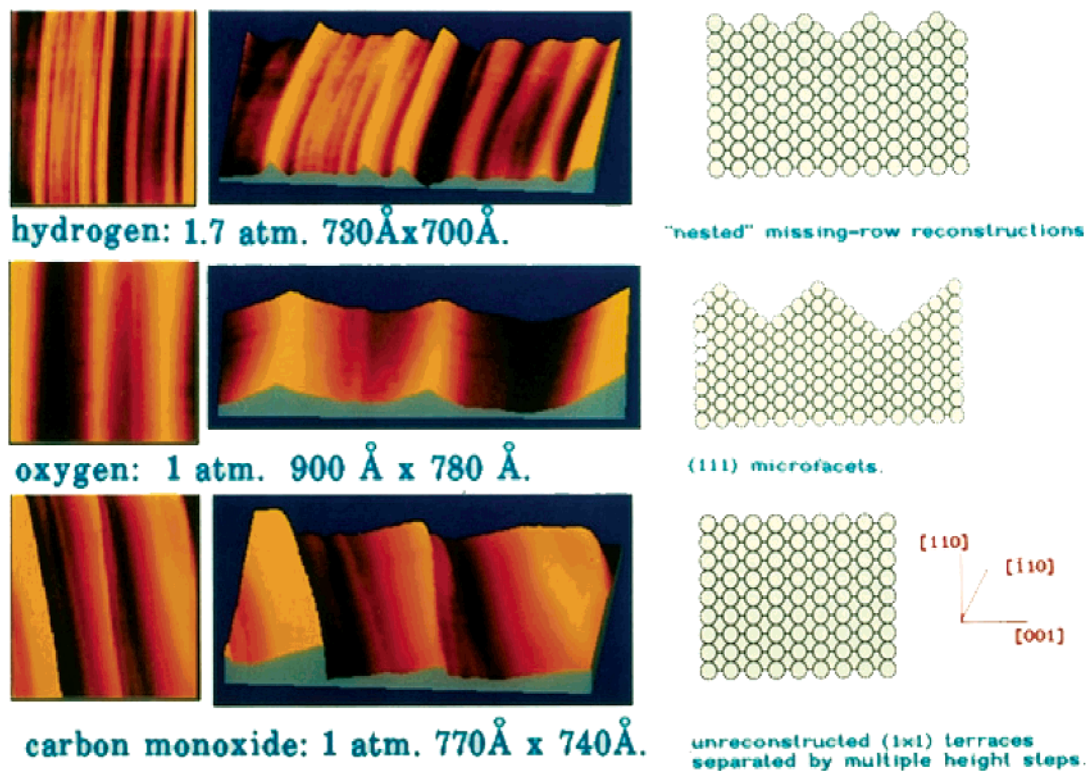 hydrogen: 1.7 atm. 730Åx700Å.
"nested" missing-row reconstructions
oxygen: 1 atm. 900 Å x 780 Å.
(111) microfacets.
[110]
[1̄10]
[001]
carbon monoxide: 1 atm. 770Å x 740Å.
unreconstructed (1x1) terraces
separated by multiple height steps.